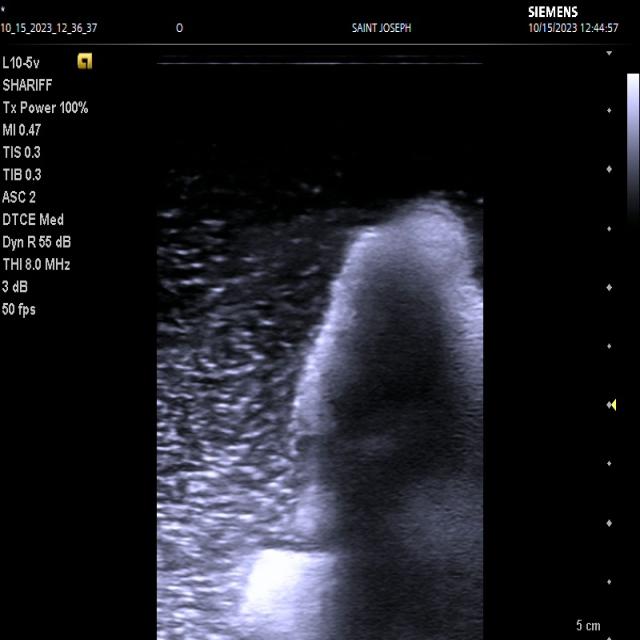 *
SIEMENS
10_15_2023_12_36_37 O SAINT JOSEPH 10/15/2023 12:44:57
L10-5v
SHARIFF
Tx Power 100%
MI 0.47
TIS 0.3
TIB 0.3
ASC 2
DTCE Med
Dyn R 55 dB
THI 8.0 MHz
3 dB
50 fps
5 cm